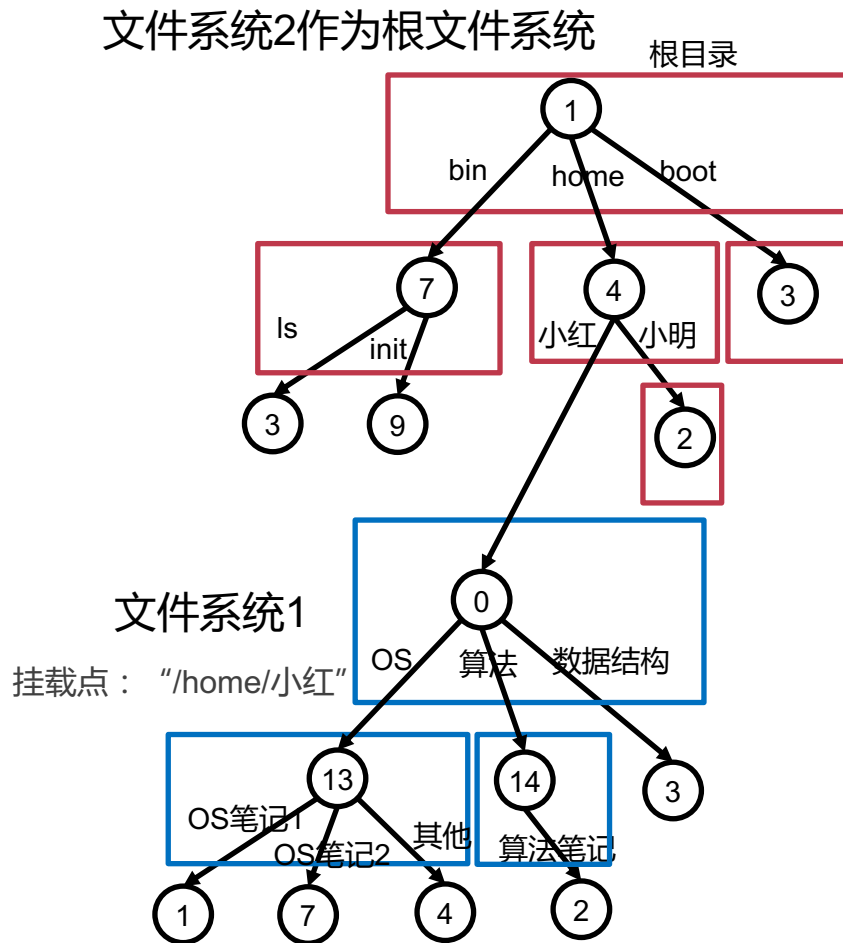 文件系统2作为根文件系统
根目录
1
bin
home
boot
7
4
3
ls
init
小红
小明
3
9
2
文件系统1
0
挂载点：“/home/小红”
OS
算法
数据结构
13
14
3
OS笔记1
OS笔记2
其他
算法笔记
1
7
4
2